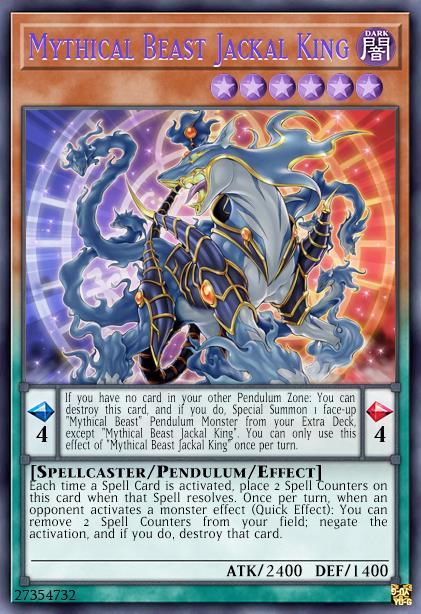 MYTHICAL BEAST JACKAL KING
DARK
闇
If you have no card in your other Pendulum Zone: You can
destroy this card, and if you do, Special Summon 1 face-up
"Mythical Beast" Pendulum Monster from your Extra Deck,
except "Mythical Beast Jackal King". You can only use this
effect of "Mythical Beast Jackal King" once per turn.
4
4
[SPELLCASTER/PENDULUM/EFFECT]
Each time a Spell Card is activated, place 2 Spell Counters on
this card when that Spell resolves. Once per turn, when an
opponent activates a monster effect (Quick Effect): You can
remove 2 Spell Counters from your field; negate the
activation, and if you do, destroy that card.
ATK/2400 DEF/1400
27354732